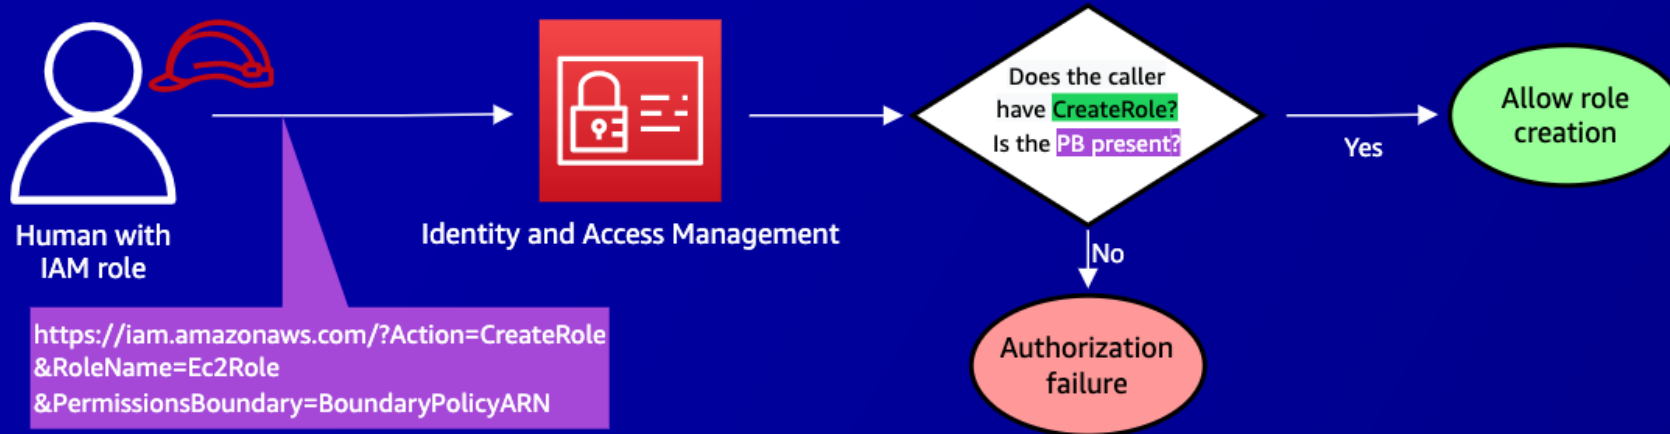 Human with
IAM role
https://iam.amazonaws.com/?Action=CreateRole
&RoleName=Ec2Role
&PermissionsBoundary=BoundaryPolicyARN
Identity and Access Management
Does the caller
have CreateRole?
Is the PB present?
Yes
Allow role
creation
No
Authorization
failure